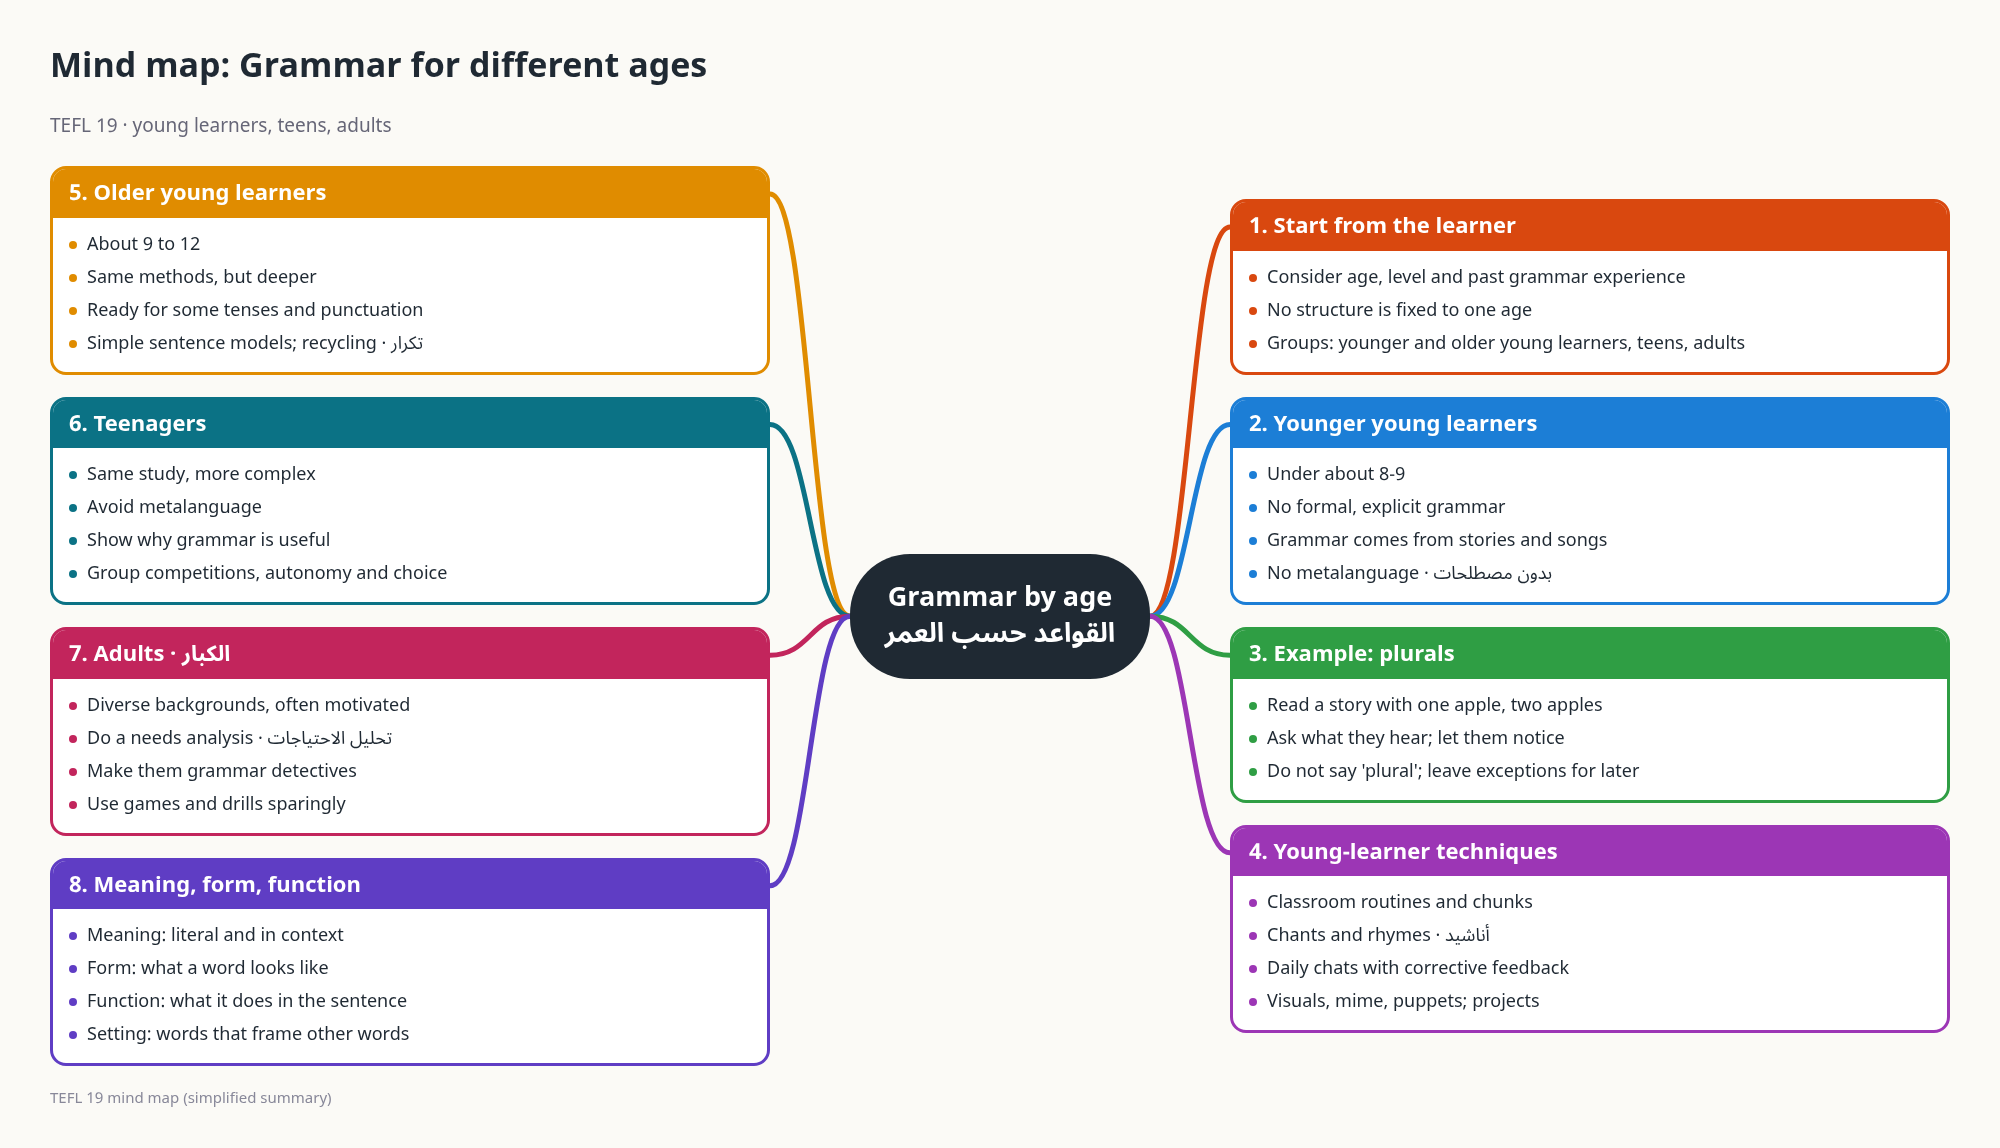 Mind map: Grammar for different ages
TEFL 19 · young learners, teens, adults
Grammar by age
القواعد حسب العمر
1. Start from the learner
Consider age, level and past grammar experience
No structure is fixed to one age
Groups: younger and older young learners, teens, adults
2. Younger young learners
Under about 8-9
No formal, explicit grammar
Grammar comes from stories and songs
No metalanguage · بدون مصطلحات
3. Example: plurals
Read a story with one apple, two apples
Ask what they hear; let them notice
Do not say 'plural'; leave exceptions for later
4. Young-learner techniques
Classroom routines and chunks
Chants and rhymes · أناشيد
Daily chats with corrective feedback
Visuals, mime, puppets; projects
5. Older young learners
About 9 to 12
Same methods, but deeper
Ready for some tenses and punctuation
Simple sentence models; recycling · تكرار
6. Teenagers
Same study, more complex
Avoid metalanguage
Show why grammar is useful
Group competitions, autonomy and choice
7. Adults · الكبار
Diverse backgrounds, often motivated
Do a needs analysis · تحليل الاحتياجات
Make them grammar detectives
Use games and drills sparingly
8. Meaning, form, function
Meaning: literal and in context
Form: what a word looks like
Function: what it does in the sentence
Setting: words that frame other words
TEFL 19 mind map (simplified summary)